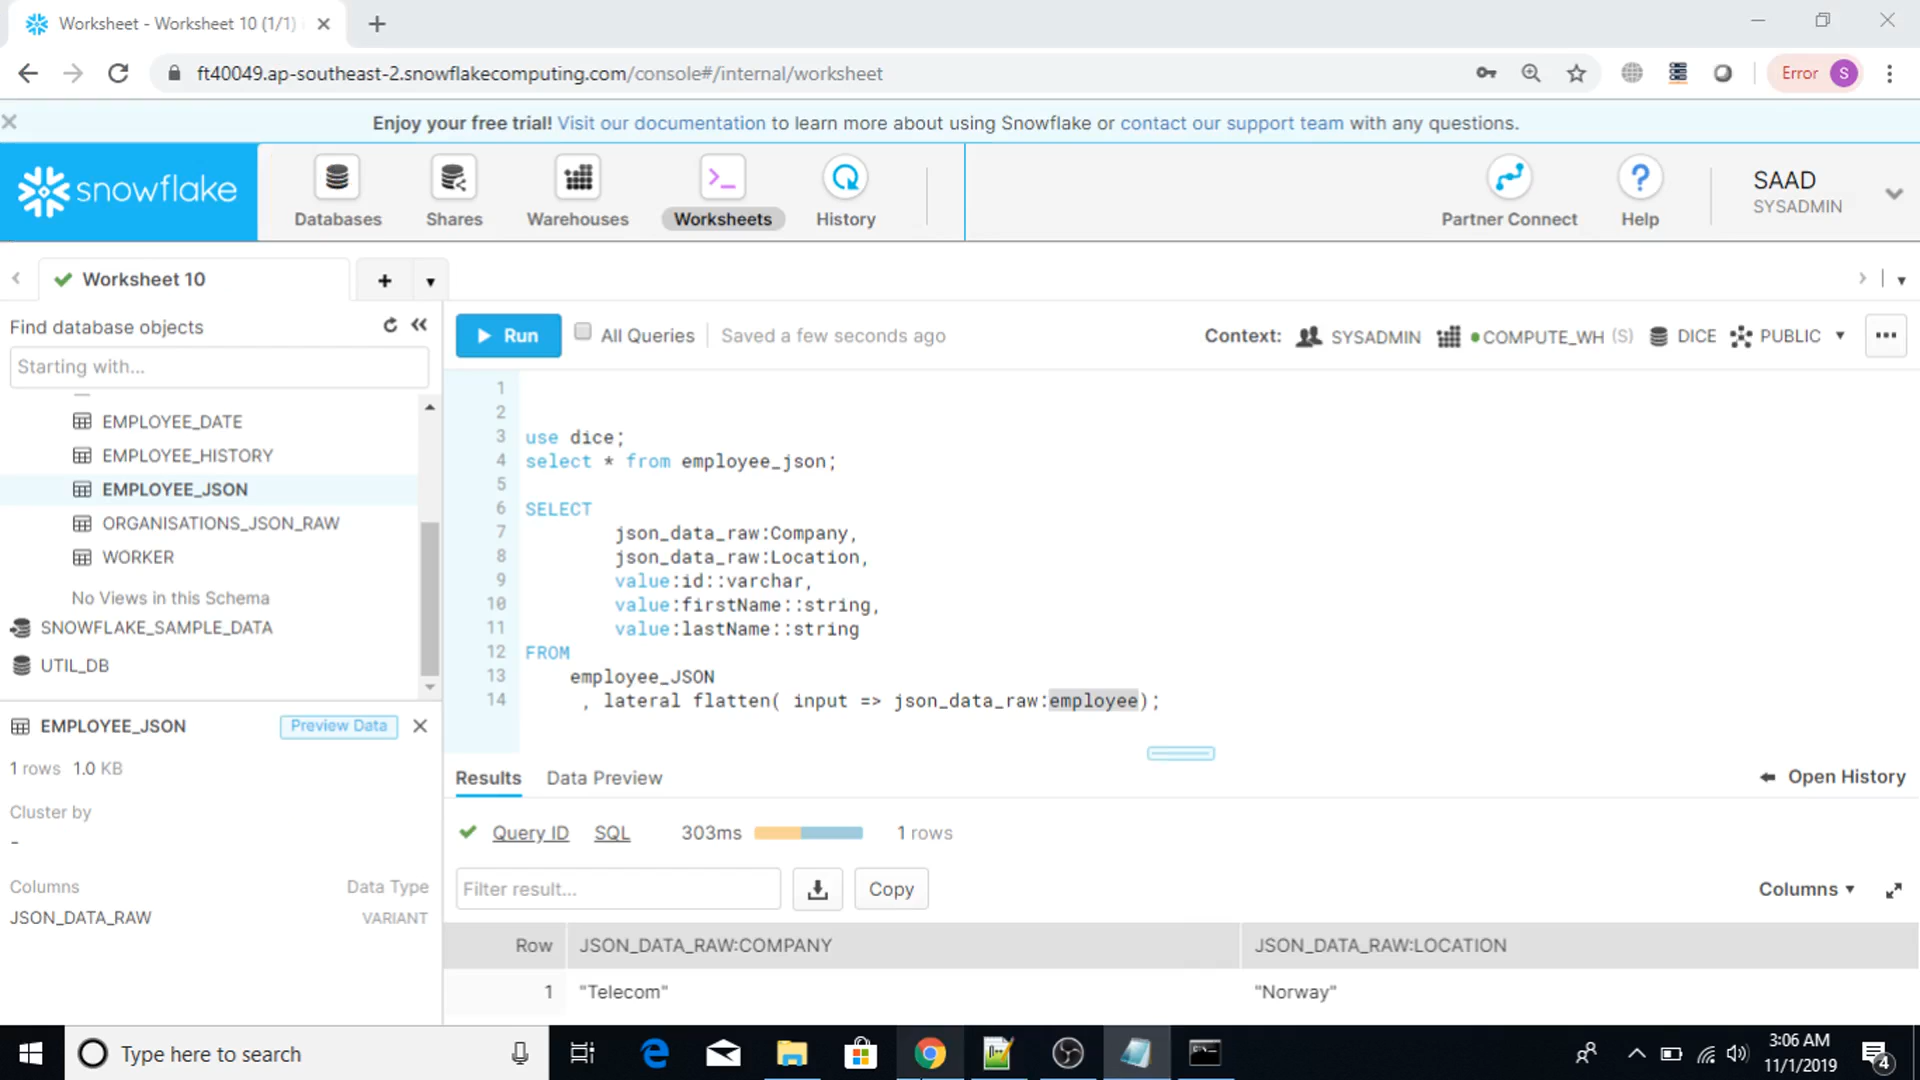 Worksheet - Worksheet 10 (1/1)
ft40049.ap-southeast-2.snowflakecomputing.com/console#/internal/worksheet
Error S
Enjoy your free trial! Visit our documentation to learn more about using Snowflake or contact our support team with any questions.
snowflake
Databases
Shares
Warehouses
Worksheets
History
Partner Connect
Help
SAAD
SYSADMIN
Worksheet 10
Find database objects
Starting with...
EMPLOYEE_DATE
EMPLOYEE_HISTORY
EMPLOYEE_JSON
ORGANISATIONS_JSON_RAW
WORKER
No Views in this Schema
SNOWFLAKE_SAMPLE_DATA
UTIL_DB
EMPLOYEE_JSON Preview Data
1 rows 1.0 KB
Cluster by
-
Columns Data Type
JSON_DATA_RAW VARIANT
Run All Queries Saved a few seconds ago
Context: SYSADMIN COMPUTE_WH (S) DICE PUBLIC
1
2
3 use dice;
4 select * from employee_json;
5
6 SELECT
7 json_data_raw:Company,
8 json_data_raw:Location,
9 value:id::varchar,
10 value:firstName::string,
11 value:lastName::string
12 FROM
13 employee_JSON
14 , lateral flatten( input => json_data_raw:employee);
Results Data Preview Open History
Query ID SQL 303ms 1 rows
Filter result... Copy Columns
Row JSON_DATA_RAW:COMPANY JSON_DATA_RAW:LOCATION
1 "Telecom" "Norway"
Type here to search
3:06 AM
11/1/2019
4